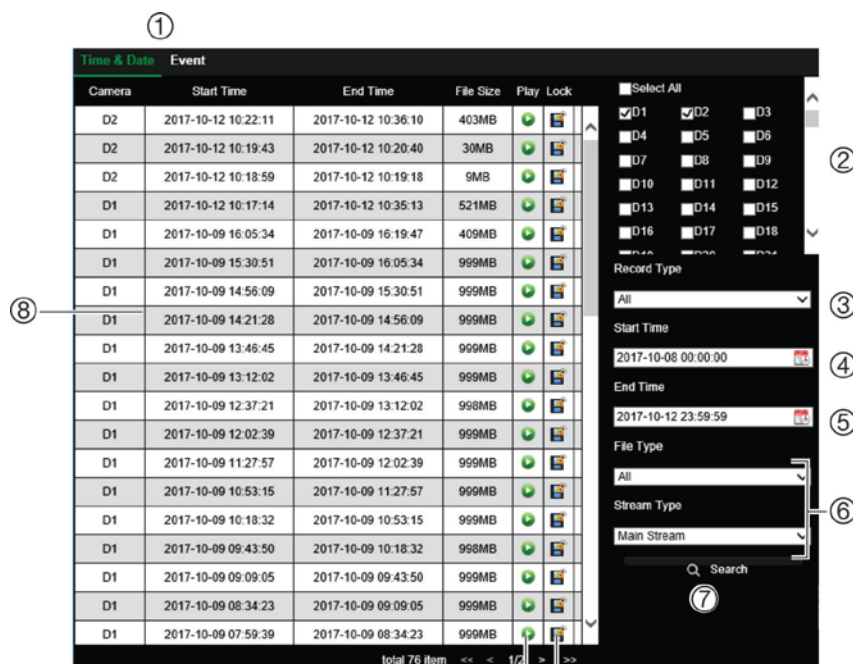 ①
Time & Date Event
Camera Start Time End Time File Size Play Lock
D2 2017-10-12 10:22:11 2017-10-12 10:36:10 403MB
D2 2017-10-12 10:19:43 2017-10-12 10:20:40 30MB
D2 2017-10-12 10:18:59 2017-10-12 10:19:18 9MB
D1 2017-10-12 10:17:14 2017-10-12 10:35:13 521MB
D1 2017-10-09 16:05:34 2017-10-09 16:19:47 409MB
D1 2017-10-09 15:30:51 2017-10-09 16:05:34 999MB
D1 2017-10-09 14:56:09 2017-10-09 15:30:51 999MB
D1 2017-10-09 14:21:28 2017-10-09 14:56:09 999MB
D1 2017-10-09 13:46:45 2017-10-09 14:21:28 999MB
D1 2017-10-09 13:12:02 2017-10-09 13:46:45 999MB
D1 2017-10-09 12:37:21 2017-10-09 13:12:02 998MB
D1 2017-10-09 12:02:39 2017-10-09 12:37:21 999MB
D1 2017-10-09 11:27:57 2017-10-09 12:02:39 999MB
D1 2017-10-09 10:53:15 2017-10-09 11:27:57 999MB
D1 2017-10-09 10:18:32 2017-10-09 10:53:15 999MB
D1 2017-10-09 09:43:50 2017-10-09 10:18:32 998MB
D1 2017-10-09 09:09:05 2017-10-09 09:43:50 999MB
D1 2017-10-09 08:34:23 2017-10-09 09:09:05 999MB
D1 2017-10-09 07:59:39 2017-10-09 08:34:23 999MB
total 76 item << < 1/2 > >>
⑧
Select All
D1 D2 D3
D4 D5 D6
D7 D8 D9
D10 D11 D12
D13 D14 D15
D16 D17 D18
②
Record Type
All
③
Start Time
2017-10-08 00:00:00
④
End Time
2017-10-12 23:59:59
⑤
File Type
All
Stream Type
⑥
Main Stream
Search
⑦